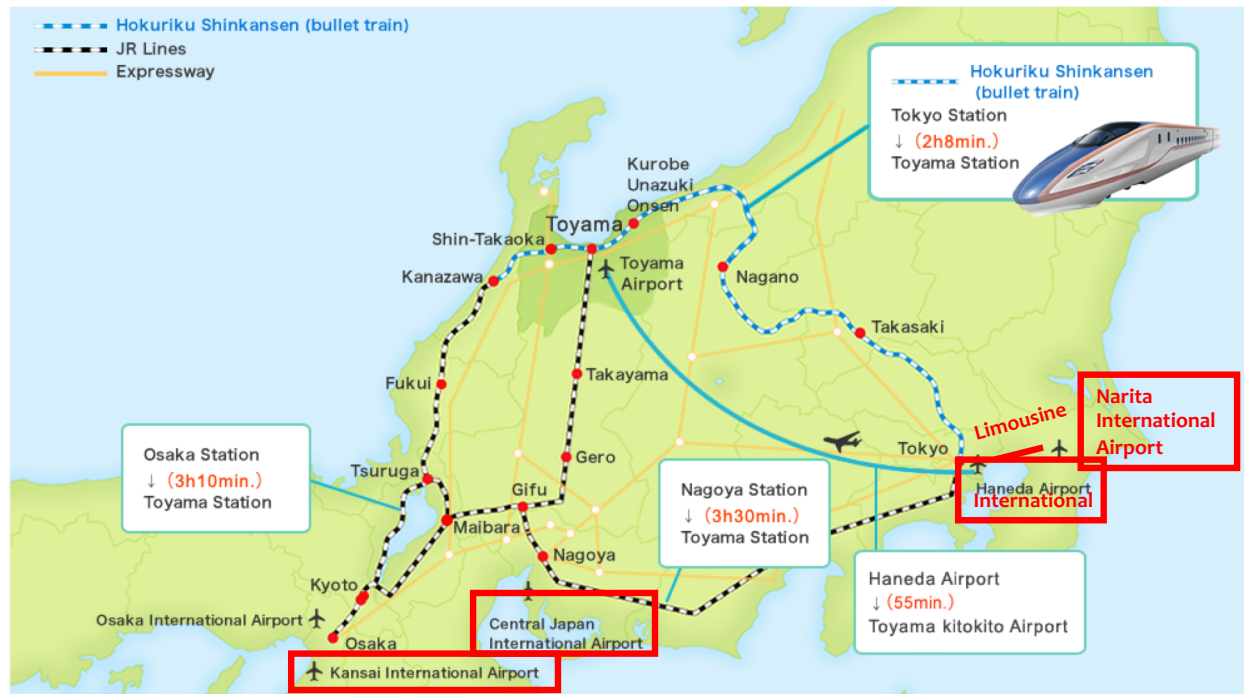 Hokuriku Shinkansen (bullet train)
JR Lines
Expressway
Hokuriku Shinkansen
(bullet train)
Tokyo Station
↓ (2h8min.)
Toyama Station
Kurobe
Unazuki
Onsen
Toyama
Shin-Takaoka
Kanazawa
Toyama
Airport
Nagano
Takasaki
Fukui
Takayama
Narita
International
Airport
Limousine
Tokyo
Haneda Airport
International
Osaka Station
↓ (3h10min.)
Toyama Station
Tsuruga
Gero
Gifu
Maibara
Nagoya
Nagoya Station
↓ (3h30min.)
Toyama Station
Haneda Airport
↓ (55min.)
Toyama kitokito Airport
Kyoto
Osaka International Airport
Osaka
Central Japan
International Airport
Kansai International Airport